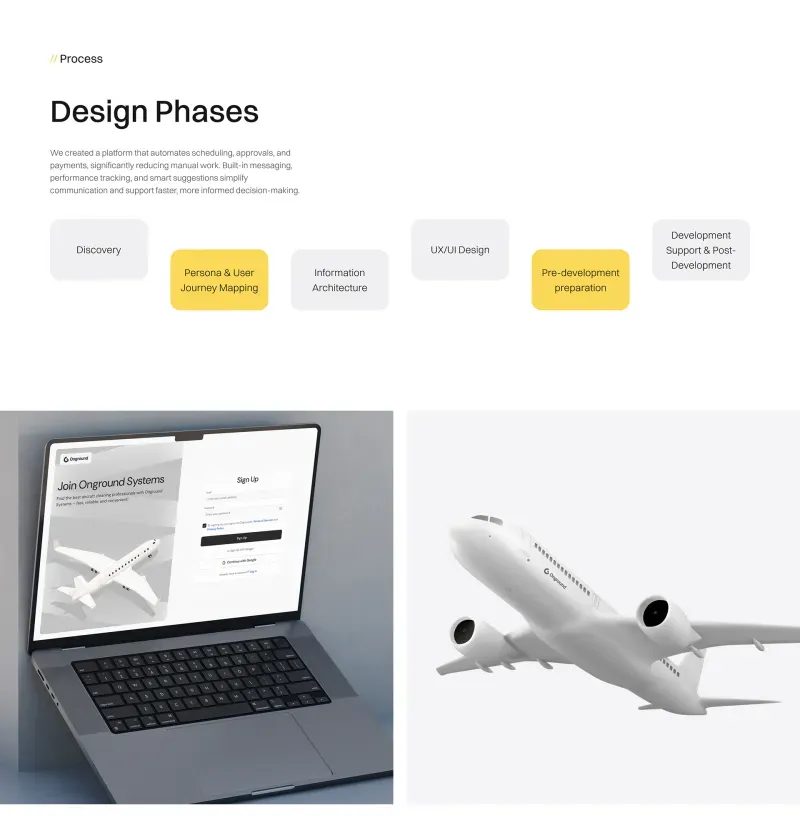 // Process
Design Phases
We created a platform that automates scheduling, approvals, and
payments, significantly reducing manual work. Built-in messaging,
performance tracking, and smart suggestions simplify
communication and support faster, more informed decision-making.
Discovery
Persona & User
Journey Mapping
Information
Architecture
UX/UI Design
Pre-development
preparation
Development
Support & Post-
Development
Onground
Join Onground Systems
Find the best aircraft cleaning professionals with Onground
Systems – fast, reliable and convenient!
Sign Up
Sign Up
Continue with Google
Onground